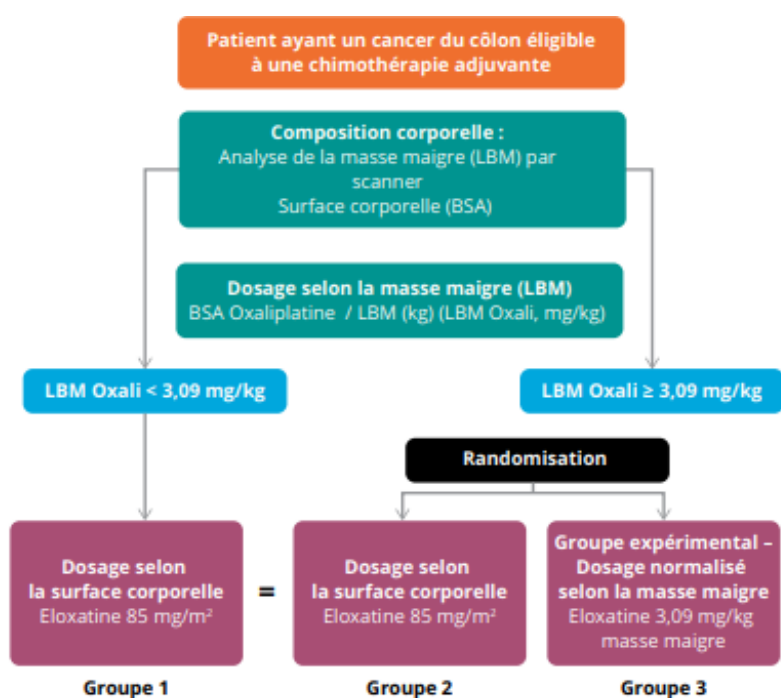 Patient ayant un cancer du côlon éligible
à une chimothérapie adjuvante
Composition corporelle :
Analyse de la masse maigre (LBM) par
scanner
Surface corporelle (BSA)
Dosage selon la masse maigre (LBM)
BSA Oxaliplatine / LBM (kg) (LBM Oxali, mg/kg)
LBM Oxali < 3,09 mg/kg
LBM Oxali ≥ 3,09 mg/kg
Randomisation
Dosage selon
la surface corporelle
Eloxatine 85 mg/m²
=
Dosage selon
la surface corporelle
Eloxatine 85 mg/m²
Groupe expérimental –
Dosage normalisé
selon la masse maigre
Eloxatine 3,09 mg/kg
masse maigre
Groupe 1
Groupe 2
Groupe 3